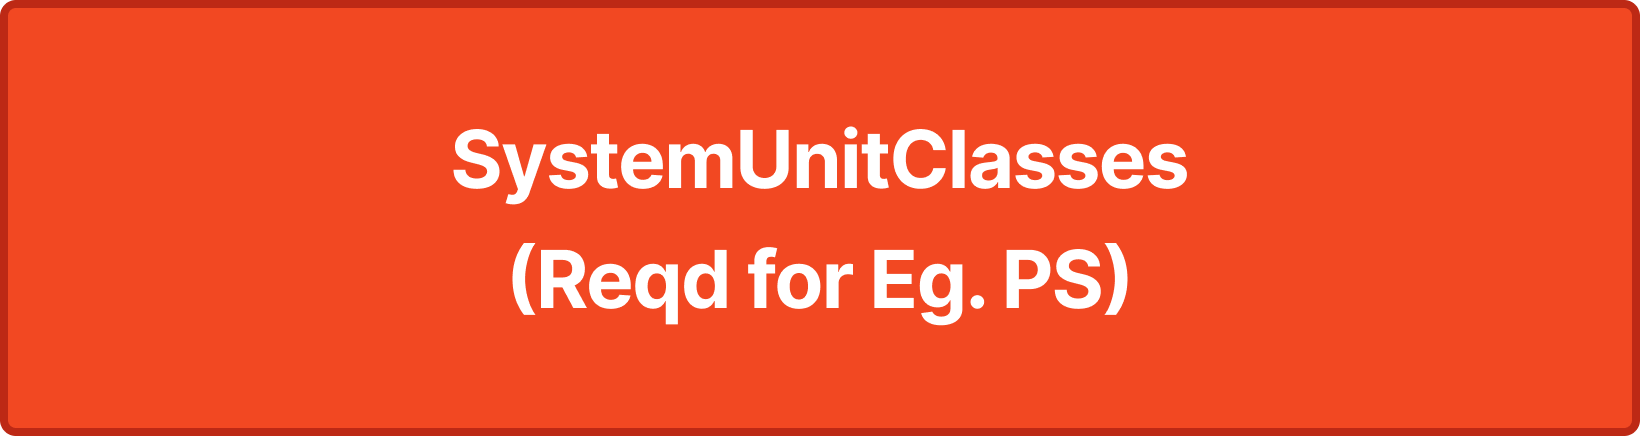 SystemUnitClasses
(Reqd for Eg. PS)